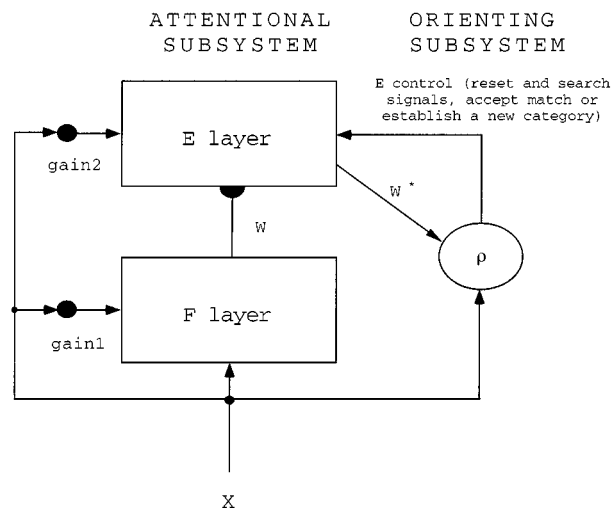 ATTENTIONAL
SUBSYSTEM
ORIENTING
SUBSYSTEM
E control (reset and search
signals, accept match or
establish a new category)
E layer
gain2
W *
W
ρ
F layer
gain1
X